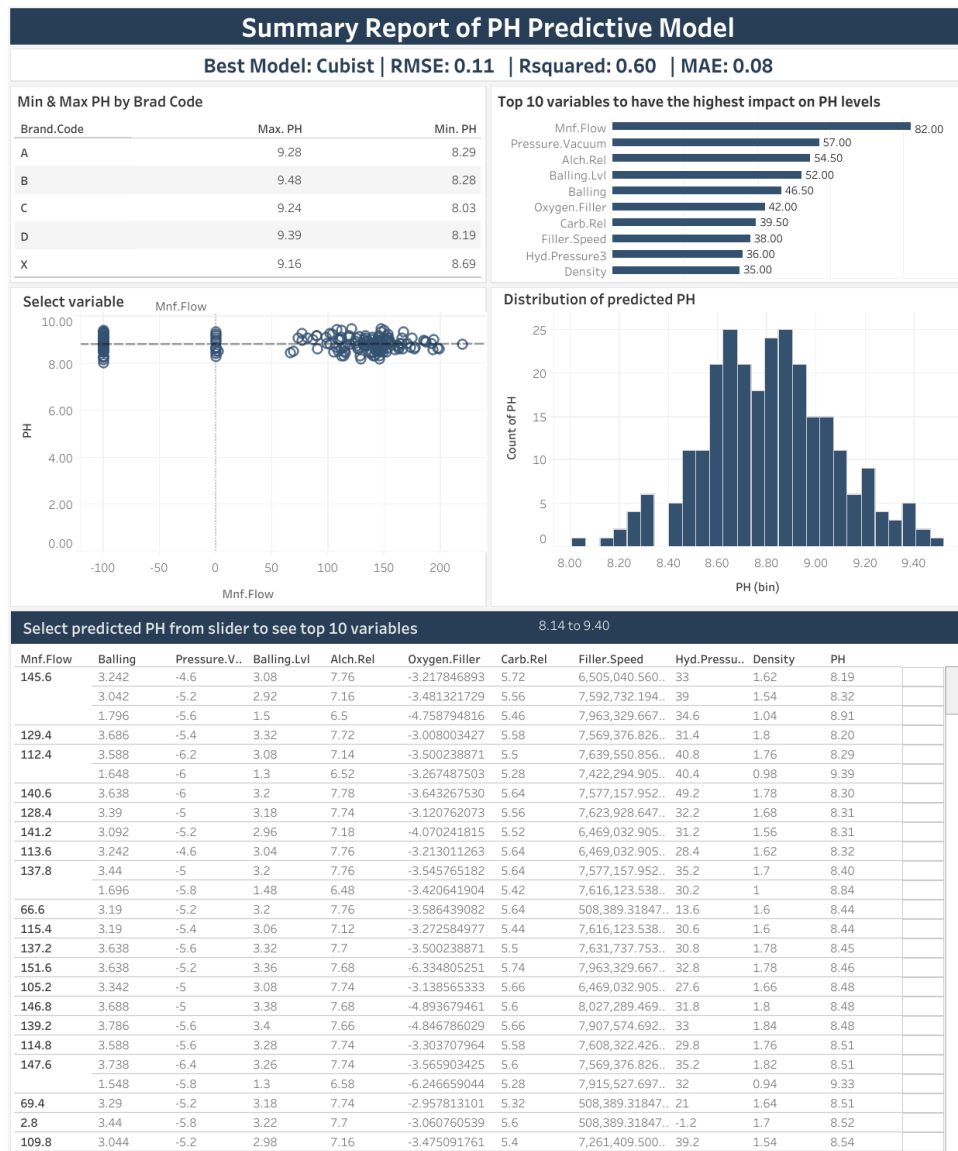 Summary Report of PH Predictive Model
Best Model: Cubist | RMSE: 0.11 | Rsquared: 0.60 | MAE: 0.08
Min & Max PH by Brad Code
Brand.Code Max. PH Min. PH
A 9.28 8.29
B 9.48 8.28
C 9.24 8.03
D 9.39 8.19
X 9.16 8.69
Top 10 variables to have the highest impact on PH levels
Mnf.Flow 82.00
Pressure.Vacuum 57.00
Alch.Rel 54.50
Balling.Lvl 52.00
Balling 46.50
Oxygen.Filler 42.00
Carb.Rel 39.50
Filler.Speed 38.00
Hyd.Pressure3 36.00
Density 35.00
Select variable Mnf.Flow
10.00
8.00
6.00
4.00
2.00
0.00
PH
-100 -50 0 50 100 150 200
Mnf.Flow
Distribution of predicted PH
25
20
15
10
5
0
Count of PH
8.00 8.20 8.40 8.60 8.80 9.00 9.20 9.40
PH (bin)
Select predicted PH from slider to see top 10 variables 8.14 to 9.40
Mnf.Flow Balling Pressure.V.. Balling.Lvl Alch.Rel Oxygen.Filler Carb.Rel Filler.Speed Hyd.Pressu.. Density PH
145.6 3.242 -4.6 3.08 7.76 -3.217846893 5.72 6,505,040.560.. 33 1.62 8.19
3.042 -5.2 2.92 7.16 -3.481321729 5.56 7,592,732.194.. 39 1.54 8.32
1.796 -5.6 1.5 6.5 -4.758794816 5.46 7,963,329.667.. 34.6 1.04 8.91
129.4 3.686 -5.4 3.32 7.72 -3.008003427 5.58 7,569,376.826.. 31.4 1.8 8.20
112.4 3.588 -6.2 3.08 7.14 -3.500238871 5.5 7,639,550.856.. 40.8 1.76 8.29
1.648 -6 1.3 6.52 -3.267487503 5.28 7,422,294.905.. 40.4 0.98 9.39
140.6 3.638 -6 3.2 7.78 -3.643267530 5.64 7,577,157.952.. 49.2 1.78 8.30
128.4 3.39 -5 3.18 7.74 -3.120762073 5.56 7,623,928.647.. 32.2 1.68 8.31
141.2 3.092 -5.2 2.96 7.18 -4.070241815 5.52 6,469,032.905.. 31.2 1.56 8.31
113.6 3.242 -4.6 3.04 7.76 -3.213011263 5.64 6,469,032.905.. 28.4 1.62 8.32
137.8 3.44 -5 3.2 7.76 -3.545765182 5.64 7,577,157.952.. 35.2 1.7 8.40
1.696 -5.8 1.48 6.48 -3.420641904 5.42 7,616,123.538.. 30.2 1 8.84
66.6 3.19 -5.2 3.2 7.76 -3.586439082 5.64 508,389.31847.. 13.6 1.6 8.44
115.4 3.19 -5.4 3.06 7.12 -3.272584977 5.44 7,616,123.538.. 30.6 1.6 8.44
137.2 3.638 -5.6 3.32 7.7 -3.500238871 5.5 7,631,737.753.. 30.8 1.78 8.45
151.6 3.638 -5.2 3.36 7.68 -6.334805251 5.74 7,963,329.667.. 32.8 1.78 8.46
105.2 3.342 -5 3.08 7.74 -3.138565333 5.66 6,469,032.905.. 27.6 1.66 8.48
146.8 3.688 -5 3.38 7.68 -4.893679461 5.6 8,027,289.469.. 31.8 1.8 8.48
139.2 3.786 -5.6 3.4 7.66 -4.846786029 5.66 7,907,574.692.. 33 1.84 8.48
114.8 3.588 -5.6 3.28 7.74 -3.303707964 5.58 7,608,322.426.. 29.8 1.76 8.51
147.6 3.738 -6.4 3.26 7.74 -3.565903425 5.6 7,569,376.826.. 35.2 1.82 8.51
1.548 -5.8 1.3 6.58 -6.246659044 5.28 7,915,527.697.. 32 0.94 9.33
69.4 3.29 -5.2 3.18 7.74 -2.957813101 5.32 508,389.31847.. 21 1.64 8.51
2.8 3.44 -5.8 3.22 7.7 -3.060760539 5.6 508,389.31847.. -1.2 1.7 8.52
109.8 3.044 -5.2 2.98 7.16 -3.475091761 5.4 7,261,409.500.. 39.2 1.54 8.54